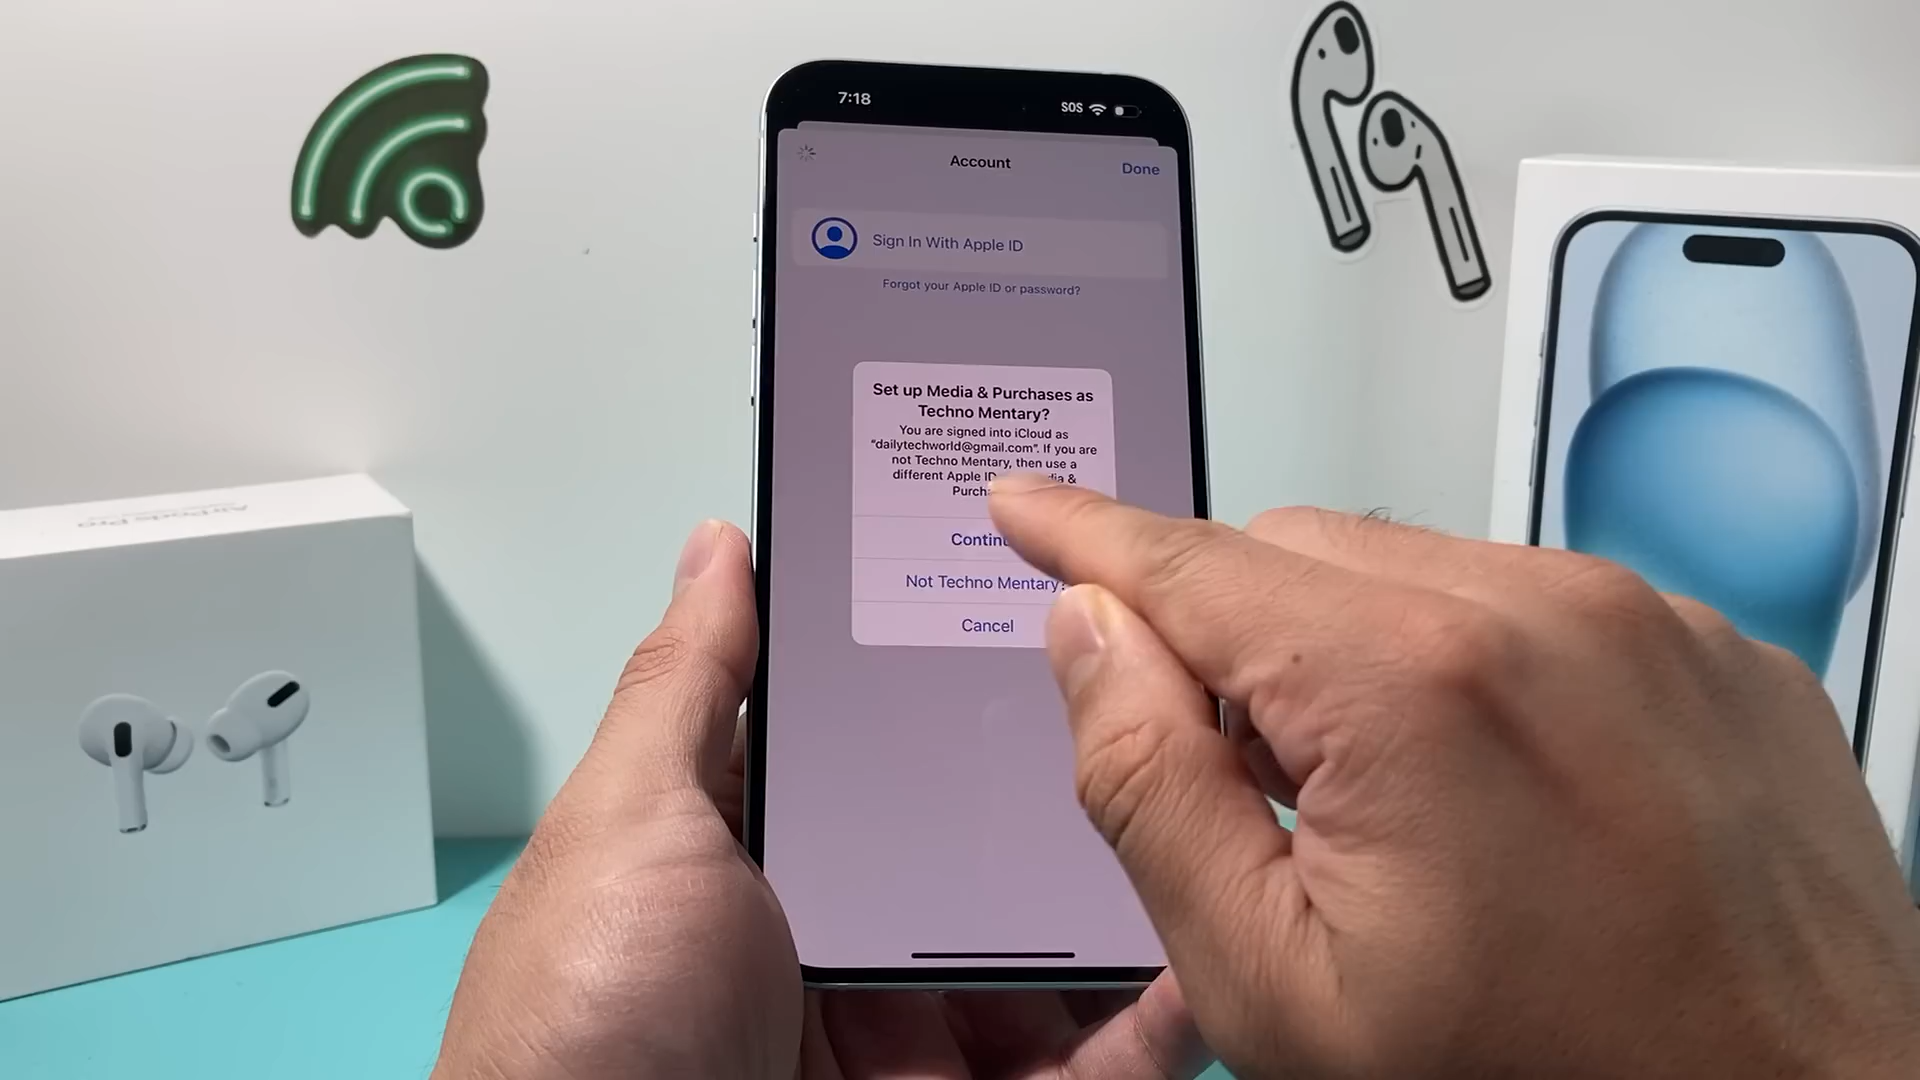 7:18
SOS
Account
Done
Sign In With Apple ID
Forgot your Apple ID or password?
Set up Media & Purchases as
Techno Mentary?
You are signed into iCloud as
“dailytechworld@gmail.com”. If you are
not Techno Mentary, then use a
different Apple ID &
Not Techno Mentary?
Cancel
AirPods Pro